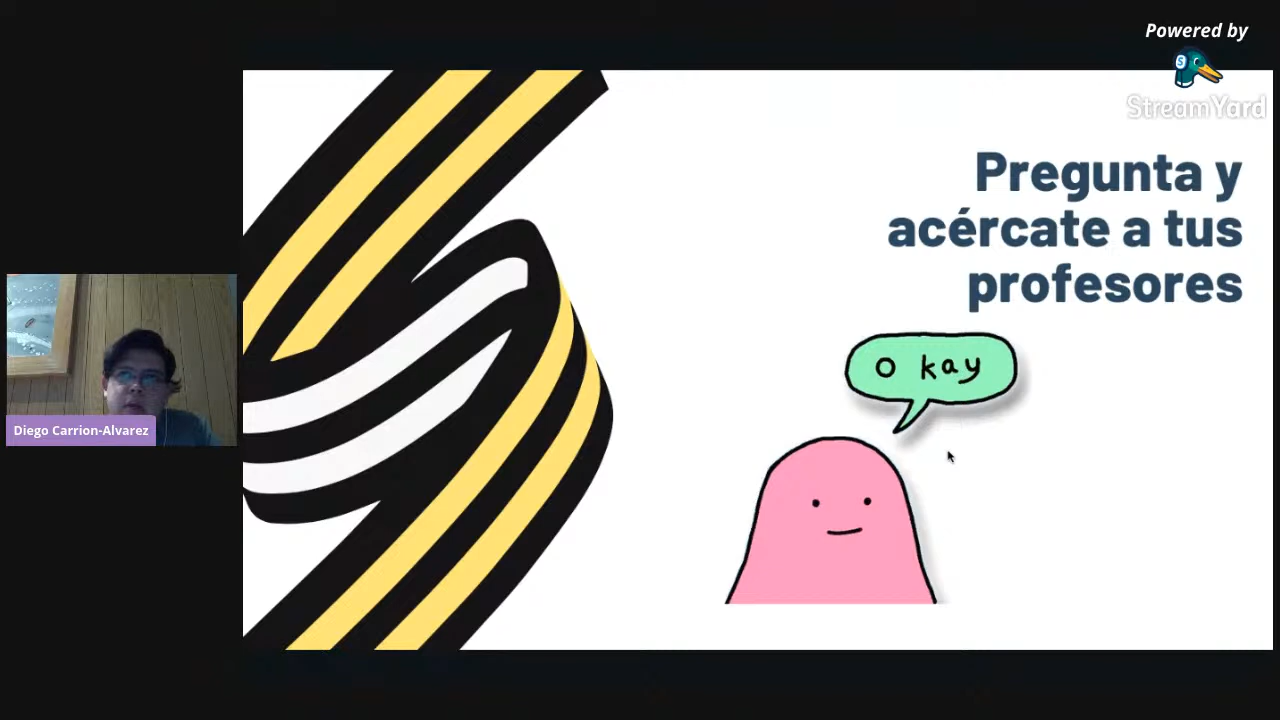 Powered by
StreamYard
Pregunta y
acércate a tus
profesores
O kay
Diego Carrion-Alvarez